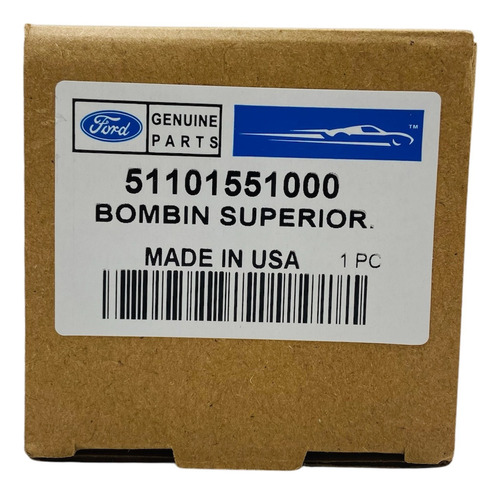 Ford
GENUINE
PARTS
TM
51101551000
BOMBIN SUPERIOR.
MADE IN USA 1 PC